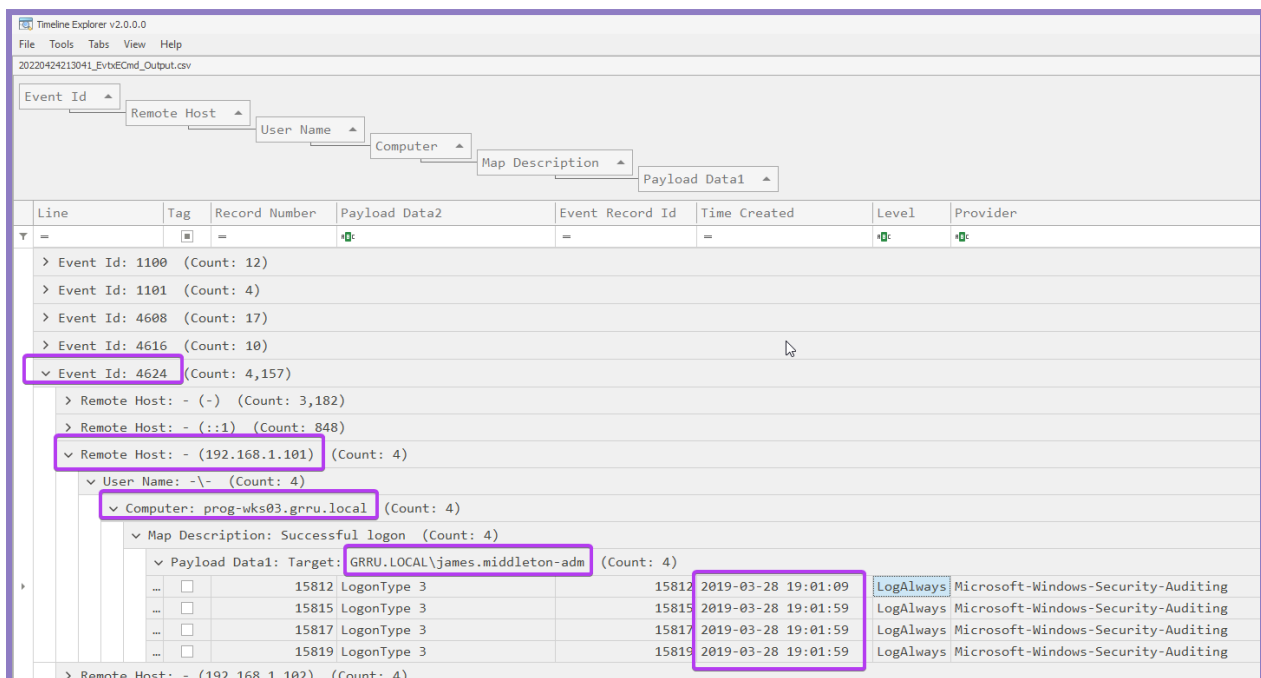 Timeline Explorer v2.0.0.0
File Tools Tabs View Help
20220424213041_EvtxECmd_Output.csv
Event Id
Remote Host
User Name
Computer
Map Description
Payload Data1
Line Tag Record Number Payload Data2 Event Record Id Time Created Level Provider
= = = =
> Event Id: 1100 (Count: 12)
> Event Id: 1101 (Count: 4)
> Event Id: 4608 (Count: 17)
> Event Id: 4616 (Count: 10)
Event Id: 4624 (Count: 4,157)
> Remote Host: - (-) (Count: 3,182)
> Remote Host: - (::1) (Count: 848)
Remote Host: - (192.168.1.101) (Count: 4)
User Name: -\- (Count: 4)
Computer: prog-wks03.grru.local (Count: 4)
Map Description: Successful logon (Count: 4)
Payload Data1: Target: GRRU.LOCAL\james.middleton-adm (Count: 4)
… 15812 LogonType 3 15812 2019-03-28 19:01:09 LogAlways Microsoft-Windows-Security-Auditing
… 15815 LogonType 3 15815 2019-03-28 19:01:59 LogAlways Microsoft-Windows-Security-Auditing
… 15817 LogonType 3 15817 2019-03-28 19:01:59 LogAlways Microsoft-Windows-Security-Auditing
… 15819 LogonType 3 15819 2019-03-28 19:01:59 LogAlways Microsoft-Windows-Security-Auditing
> Remote Host: - (192.168.1.102) (Count: 4)